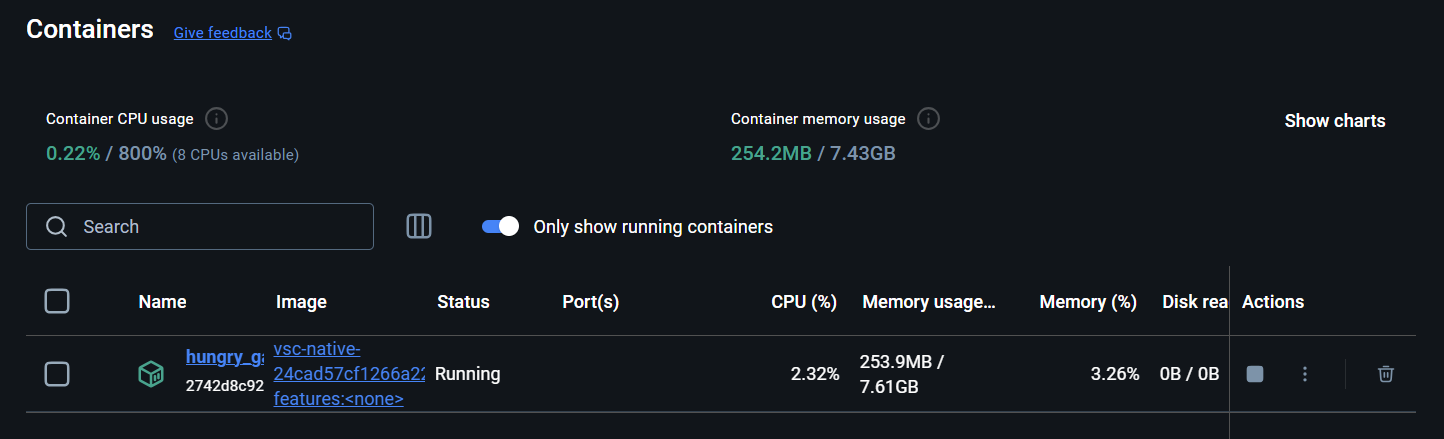 Containers Give feedback
Container CPU usage
0.22% / 800% (8 CPUs available)
Container memory usage
254.2MB / 7.43GB
Show charts
Search
Only show running containers
Name Image Status Port(s) CPU (%) Memory usage... Memory (%) Disk rea Actions
hungry_ga
2742d8c92
vsc-native-
24cad57cf1266a22
features:<none>
Running
2.32%
253.9MB /
7.61GB
3.26%
0B / 0B